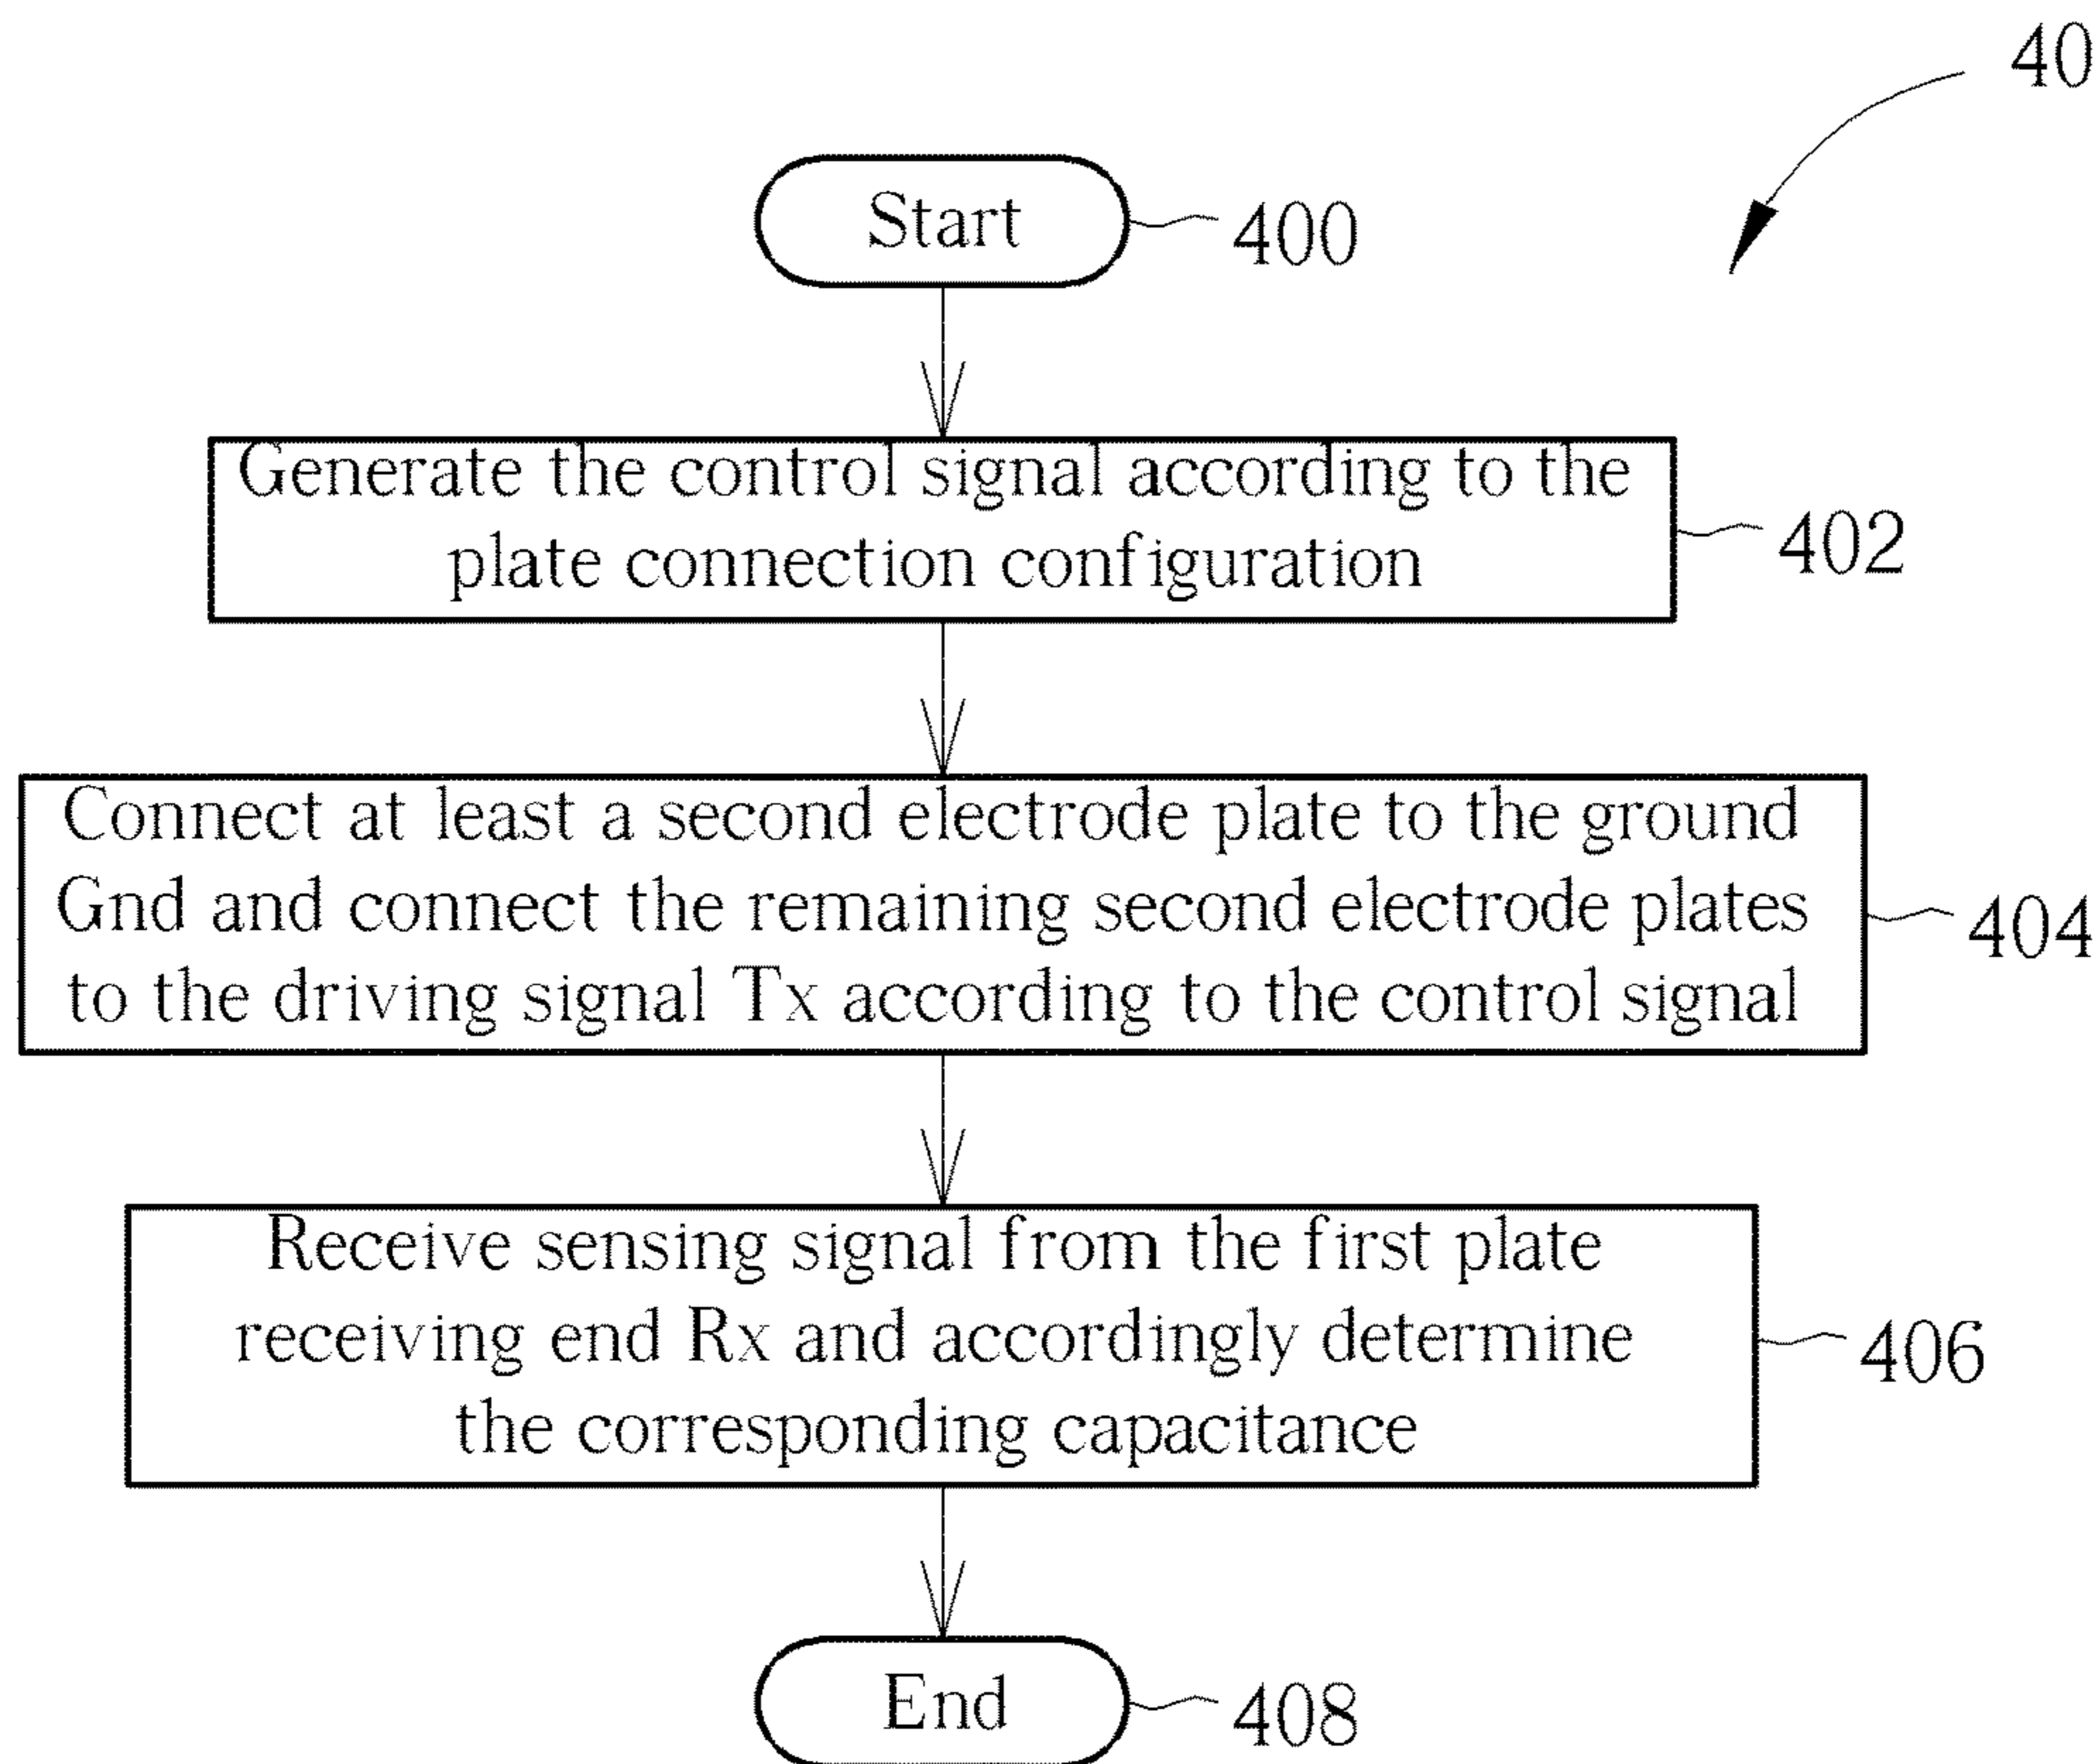 40
Start
400
Generate the control signal according to the
plate connection configuration
402
Connect at least a second electrode plate to the ground
Gnd and connect the remaining second electrode plates
to the driving signal Tx according to the control signal
404
Receive sensing signal from the first plate
receiving end Rx and accordingly determine
the corresponding capacitance
406
End
408